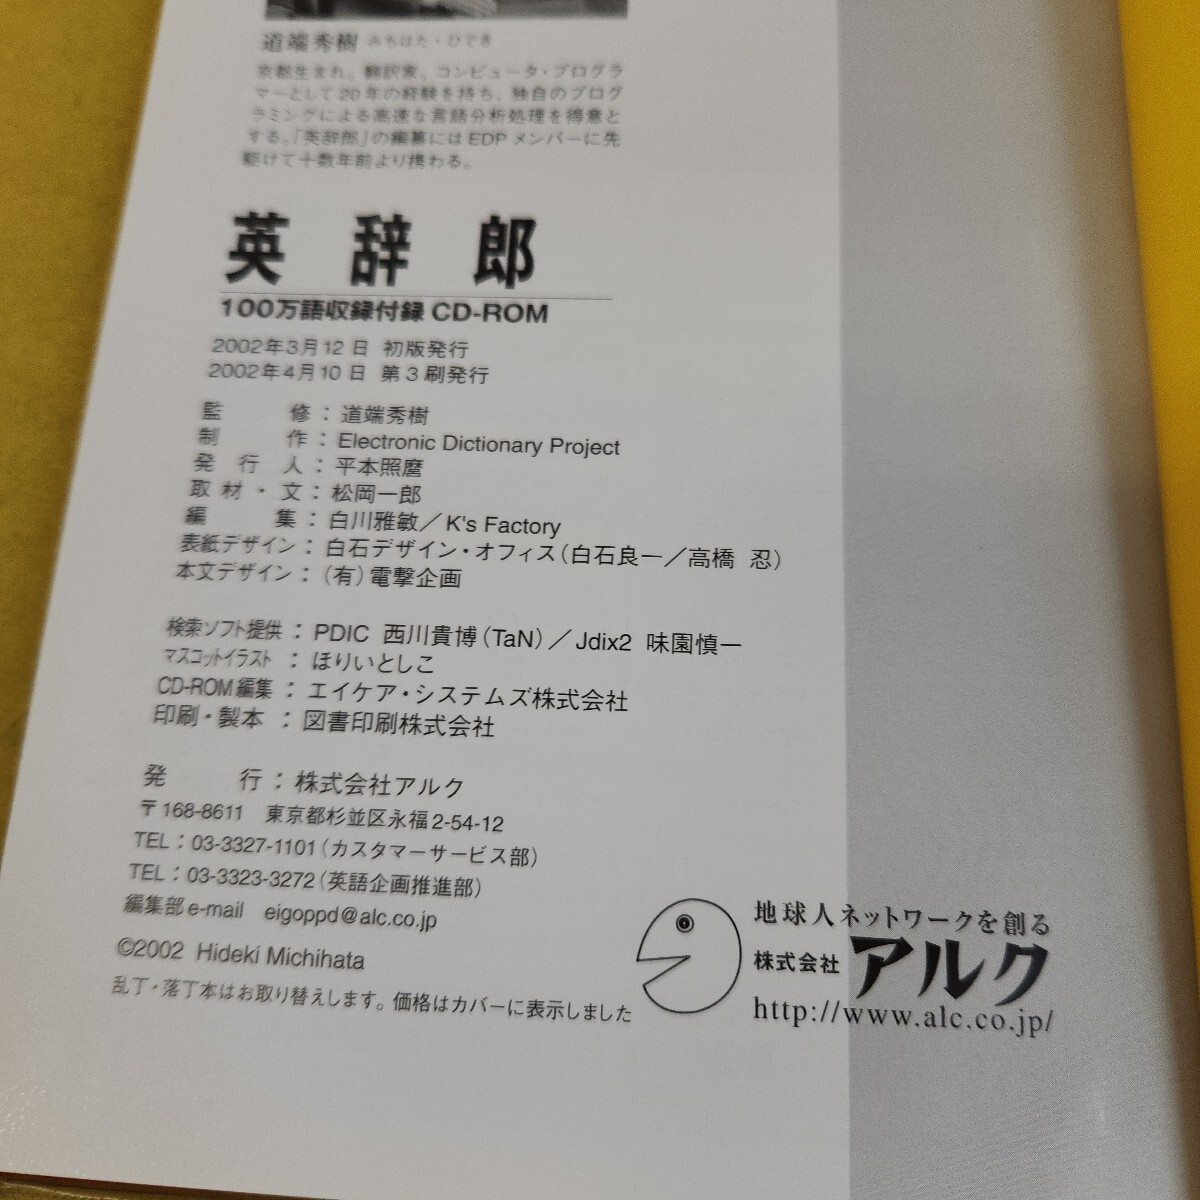 道端秀樹 みちはた・ひでき
京都生まれ。翻訳家。コンピュータ・プログラ
マーとして20年の経験を持ち、独自のプログ
ラミングによる高速な言語分析処理を得意と
する。「英辞郎」の編纂にはEDPメンバーに先
駆けて十数年前より携わる。
英辞郎
100万語収録付録 CD-ROM
2002年3月12日 初版発行
2002年4月10日 第3刷発行
監修：道端秀樹
制作：Electronic Dictionary Project
発行人：平本照麿
取材・文：松岡一郎
編集：白川雅敏／K's Factory
表紙デザイン：白石デザイン・オフィス（白石良一／高橋 忍）
本文デザイン：（有）電撃企画
検索ソフト提供：PDIC 西川貴博（TaN）／Jdix2 味園慎一
マスコットイラスト：ほりいとしこ
CD-ROM編集：エイケア・システムズ株式会社
印刷・製本：図書印刷株式会社
発行：株式会社アルク
〒168-8611 東京都杉並区永福2-54-12
TEL：03-3327-1101（カスタマーサービス部）
TEL：03-3323-3272（英語企画推進部）
編集部e-mail eigoppd@alc.co.jp
©2002 Hideki Michihata
乱丁・落丁本はお取り替えします。価格はカバーに表示しました
地球人ネットワークを創る
株式会社アルク
http://www.alc.co.jp/